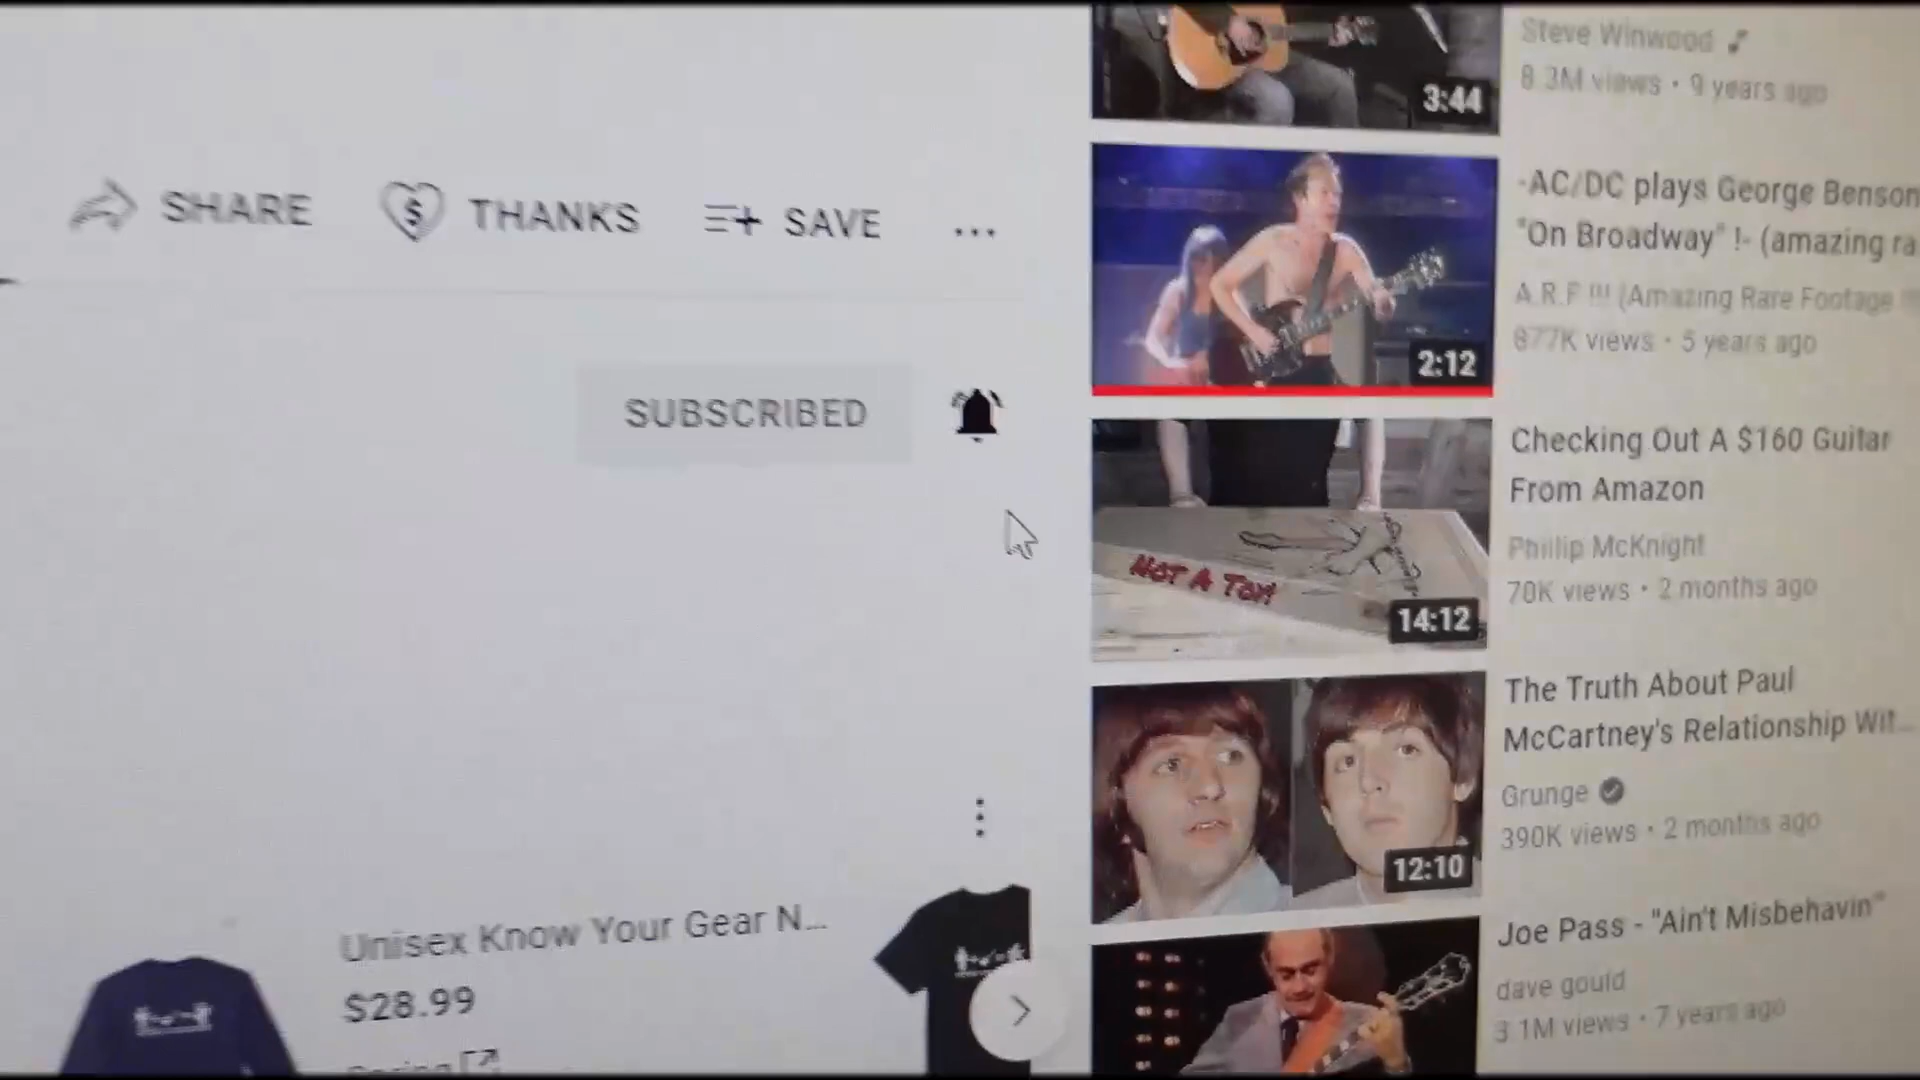 SHARE
THANKS
SAVE
...
SUBSCRIBED
Unisex Know Your Gear N...
$28.99
Steve Winwood
8.3M views • 9 years ago
3:44
-AC/DC plays George Benson
"On Broadway" !- (amazing ra
A.R.F !!! (Amazing Rare Footage
877K views • 5 years ago
2:12
Checking Out A $160 Guitar
From Amazon
Phillip McKnight
70K views • 2 months ago
NOT A TOY!
14:12
The Truth About Paul
McCartney's Relationship Wit...
Grunge
390K views • 2 months ago
12:10
Joe Pass - "Ain't Misbehavin"
dave gould
3.1M views • 7 years ago